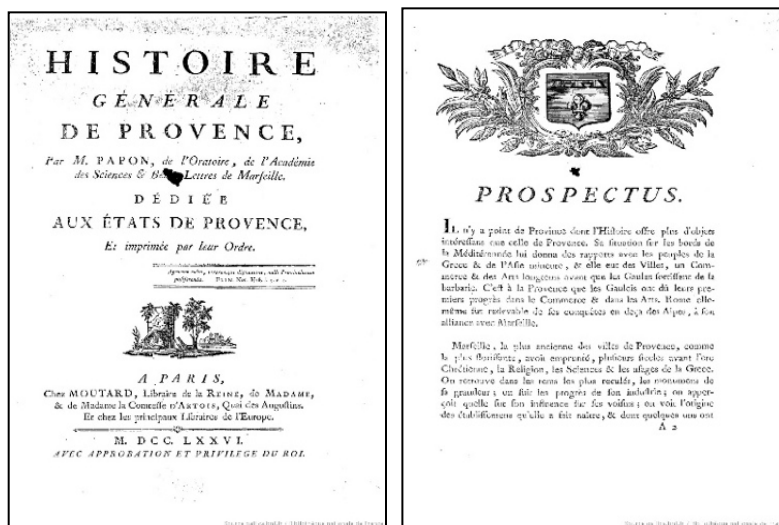 HISTOIRE
GÉNÉRALE
DE PROVENCE,
Par M. PAPON, de l'Oratoire, de l'Académie
des Sciences & Lettres de Marseille.
DÉDIÉE
AUX ÉTATS DE PROVENCE,
Et imprimée par leur Ordre.
A PARIS,
Chez MOUTARD, Libraire de la REINE, de MADAME,
& de Madame la Comtesse D'ARTOIS, Quai des Augustins.
Et chez les principaux Libraires de l'Europe.
M. DCC. LXXVI.
AVEC APPROBATION ET PRIVILEGE DU ROI.
PROSPECTUS.
IL n'y a point de Province dont l'Histoire offre plus d'objets
intéressans que celle de Provence. Sa situation sur les bords de
la Méditerranée lui donna des rapports avec les peuples de la
Grece & de l'Asie mineure, & elle eut des Villes, un Com-
merce & des Arts longtems avant que les Gaules sortissent de la
barbarie. C'est à la Provence que les Gaulois ont dû leurs pre-
miers progrès dans le Commerce & dans les Arts. Rome elle-
même fut redevable de ses conquêtes en deçà des Alpes, à son
alliance avec Marseille.
Marseille, la plus ancienne des villes de Provence, comme
la plus florissante, avoit emprunté, plusieurs siecles avant l'ere
Chrétienne, la Religion, les Sciences & les usages de la Grece.
On retrouve dans les tems les plus reculés, les monumens de
sa grandeur; on suit les progrès de son industrie; on apper-
çoit quelle fut son influence sur ses voisins; on voit l'origine
des établissemens qu'elle a fait naître, & dont quelques uns ont
A 2